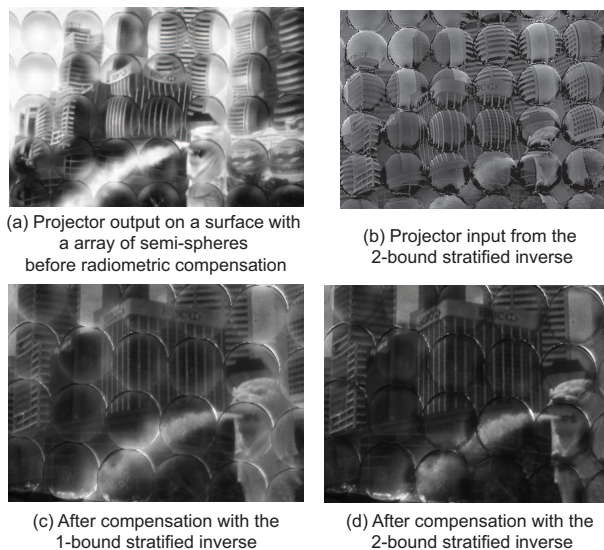 (a) Projector output on a surface with
a array of semi-spheres
before radiometric compensation
(b) Projector input from the
2-bound stratified inverse
(c) After compensation with the
1-bound stratified inverse
(d) After compensation with the
2-bound stratified inverse